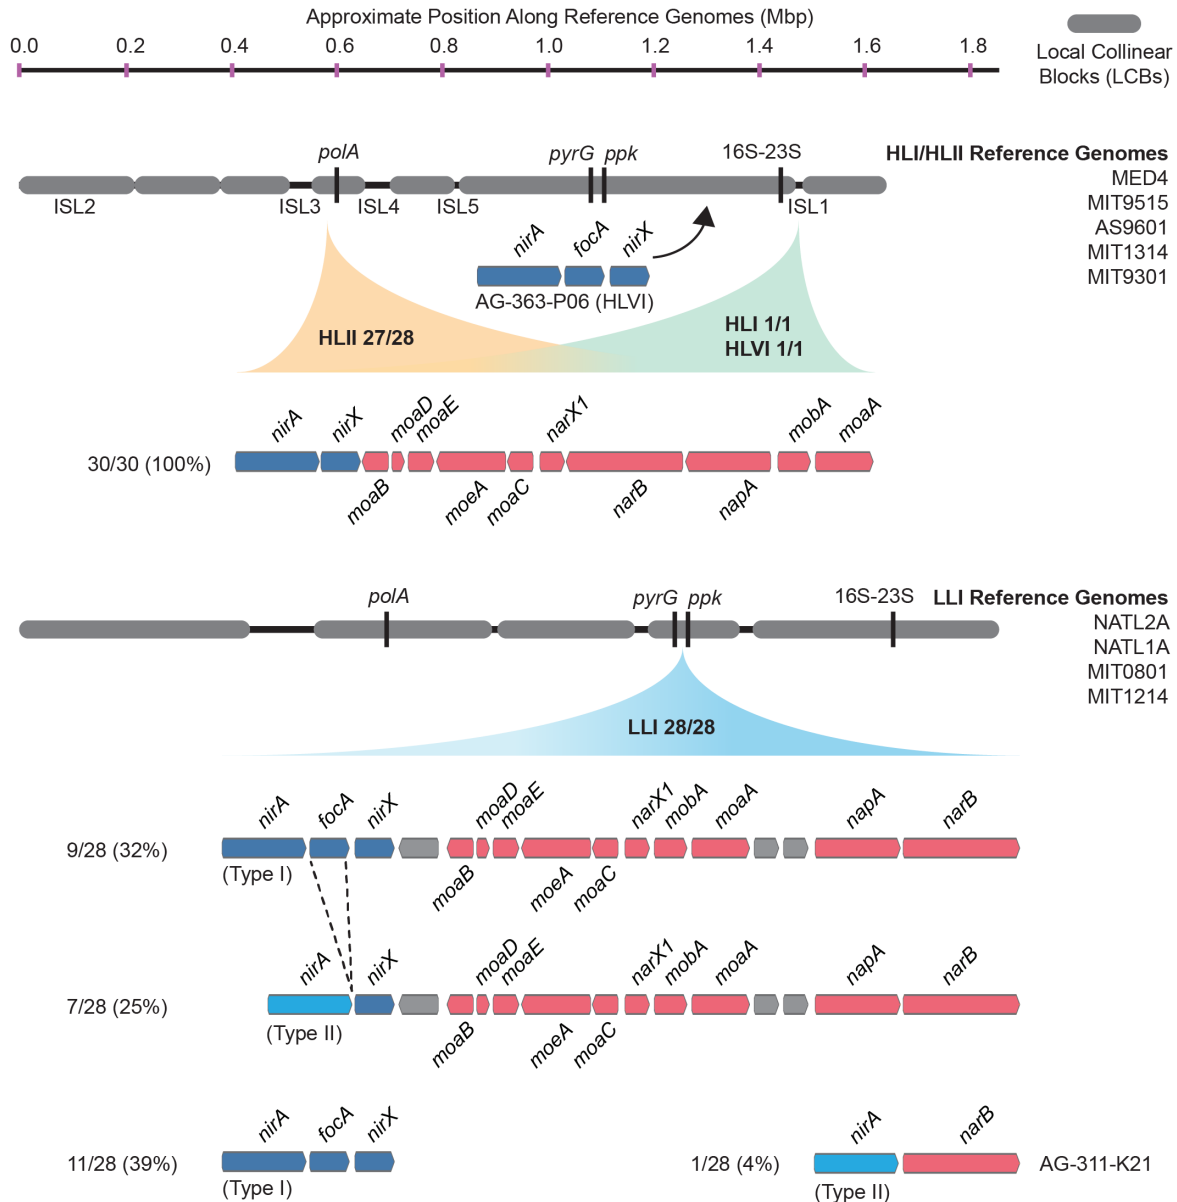 Approximate Position Along Reference Genomes (Mbp)
0.0 0.2 0.4 0.6 0.8 1.0 1.2 1.4 1.6 1.8
Local Collinear
Blocks (LCBs)
polA pyrG ppk 16S-23S
HLI/HLII Reference Genomes
MED4
MIT9515
AS9601
MIT1314
MIT9301
ISL2 ISL3 ISL4 ISL5 ISL1
nirA focA nirX
AG-363-P06 (HLVI)
HLII 27/28
HLI 1/1
HLVI 1/1
nirA nirX moaD moaE narX1 mobA moaA
30/30 (100%)
moaB moeA moaC narB napA
polA pyrG ppk 16S-23S
LLI Reference Genomes
NATL2A
NATL1A
MIT0801
MIT1214
LLI 28/28
nirA focA nirX moaD moaE narX1 mobA moaA napA narB
9/28 (32%)
(Type I)
moaB moeA moaC
nirA nirX moaD moaE narX1 mobA moaA napA narB
7/28 (25%)
(Type II)
moaB moeA moaC
nirA focA nirX
11/28 (39%)
(Type I)
nirA narB
1/28 (4%)
AG-311-K21
(Type II)